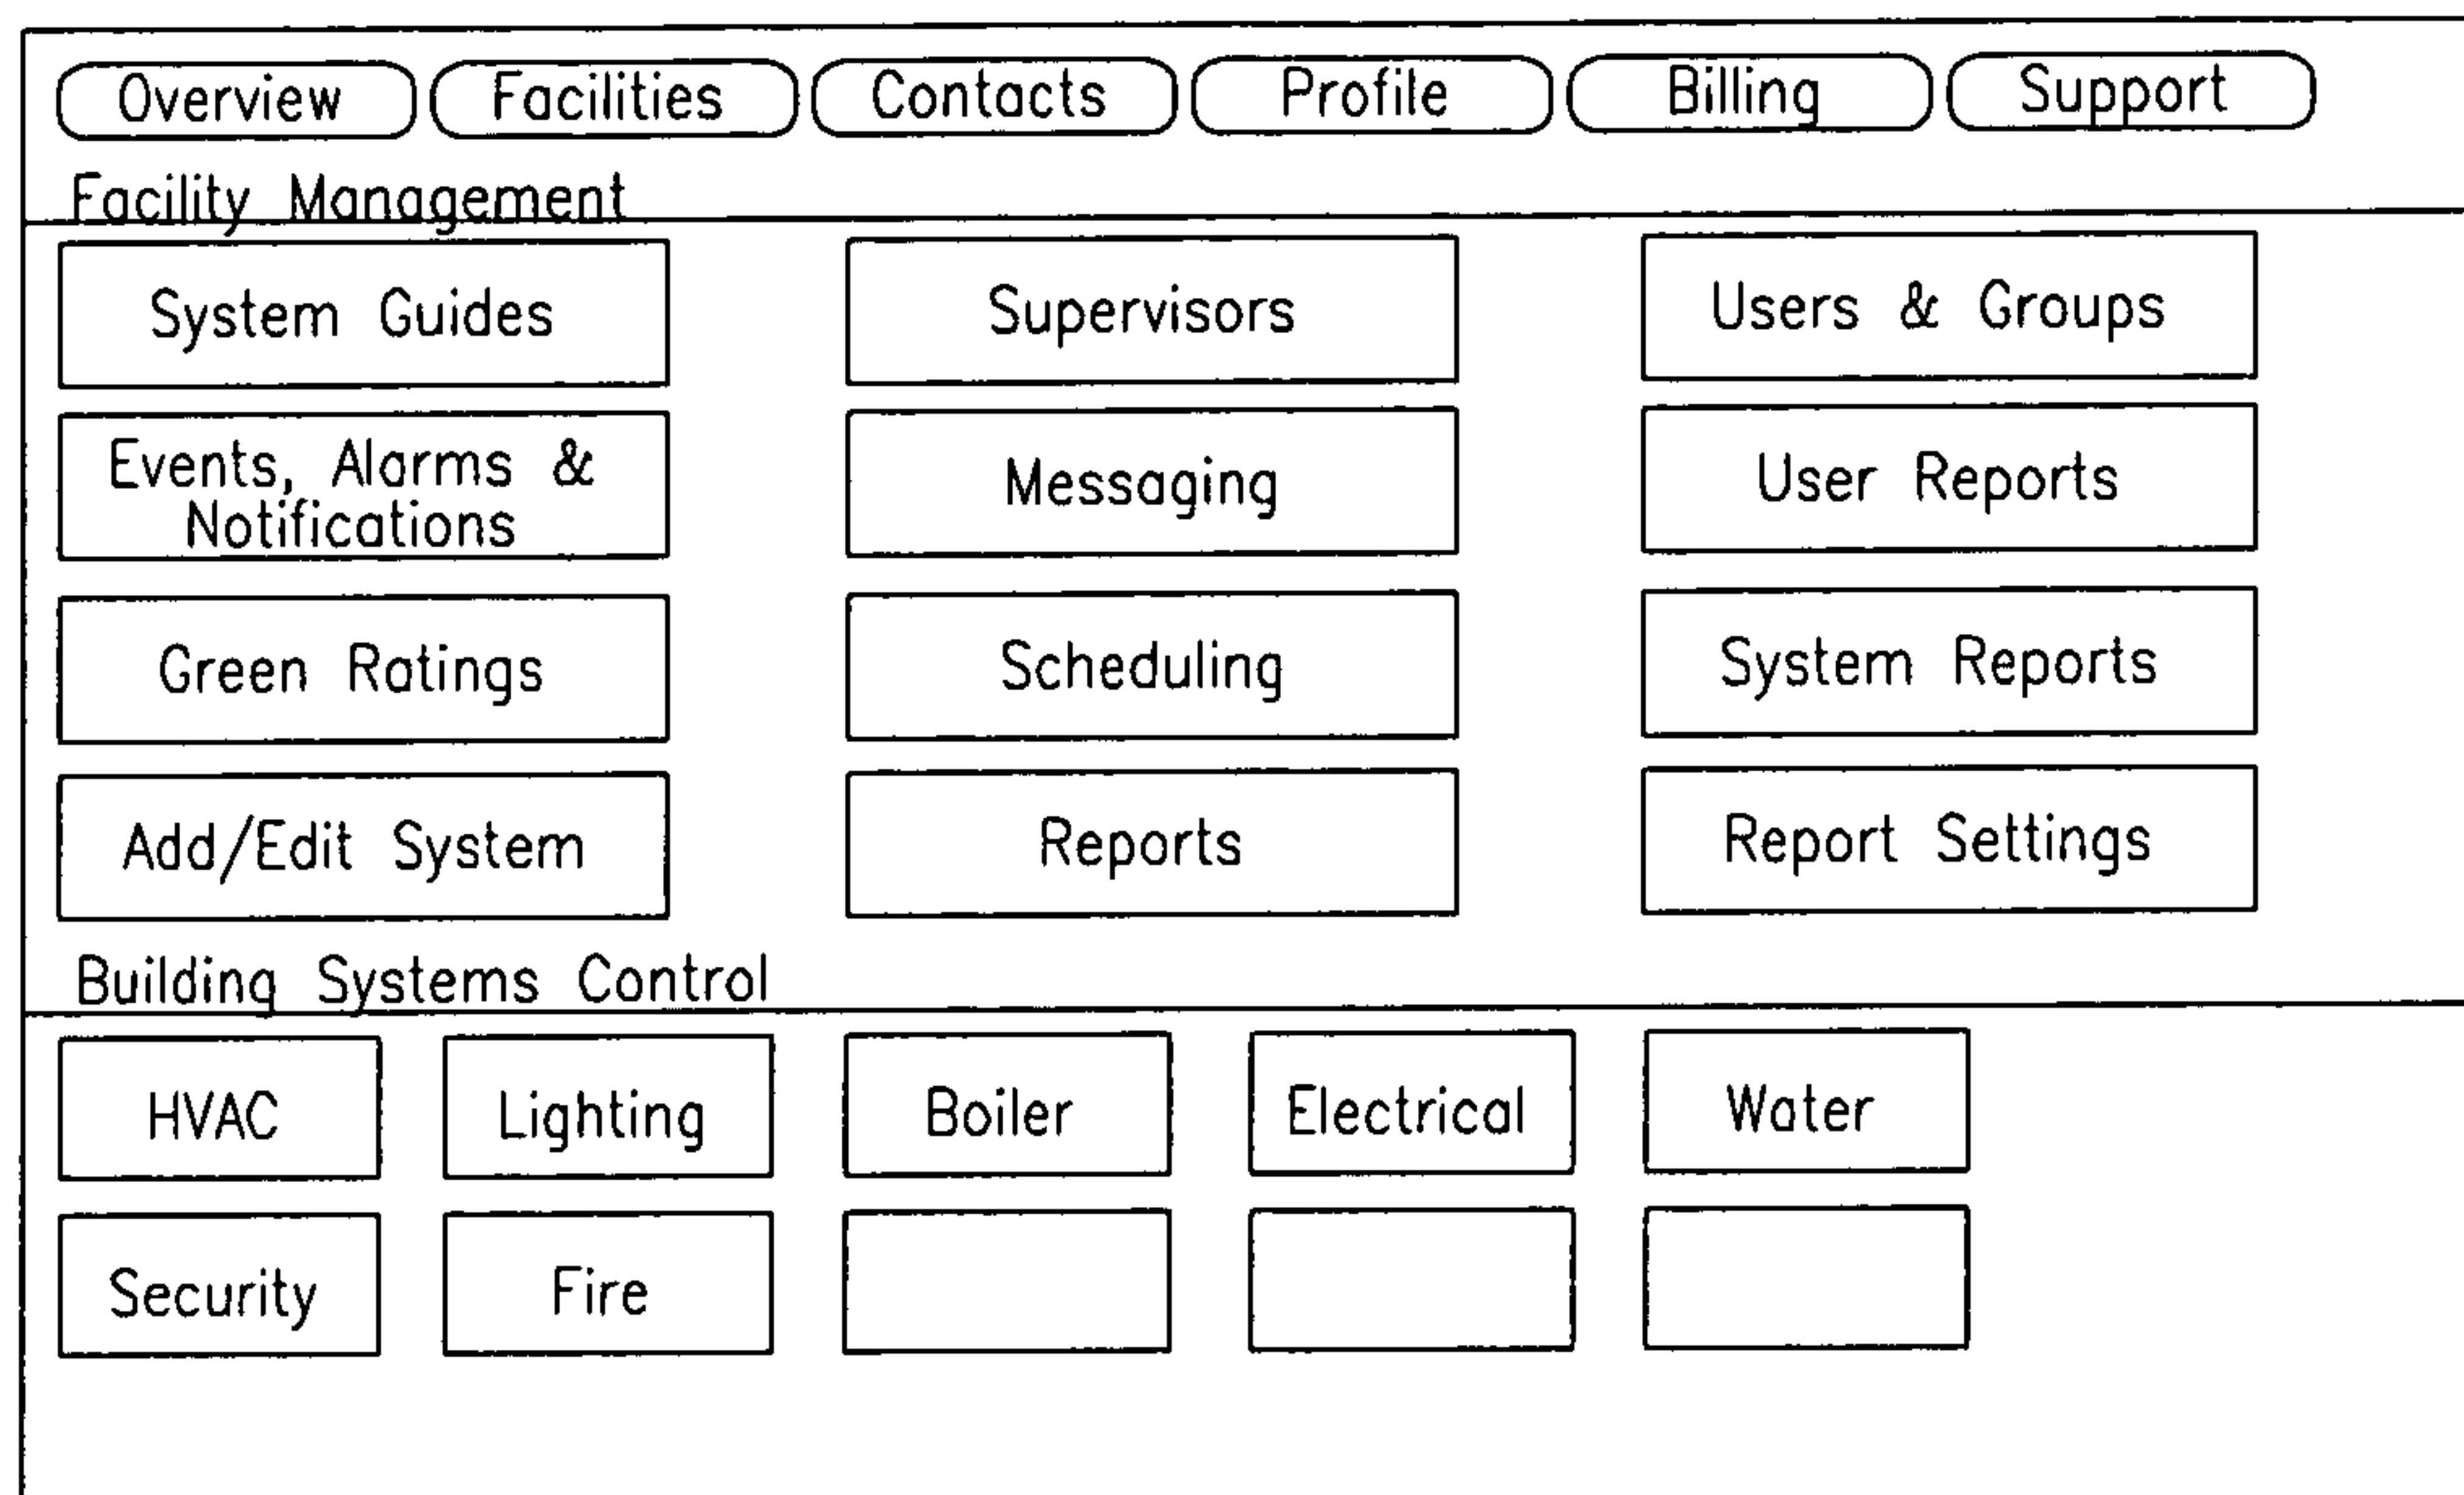 Overview Facilities Contacts Profile Billing Support
Facility Management
System Guides Supervisors Users & Groups
Events, Alarms &
Notifications
Messaging User Reports
Green Ratings Scheduling System Reports
Add/Edit System Reports Report Settings
Building Systems Control
HVAC Lighting Boiler Electrical Water
Security Fire